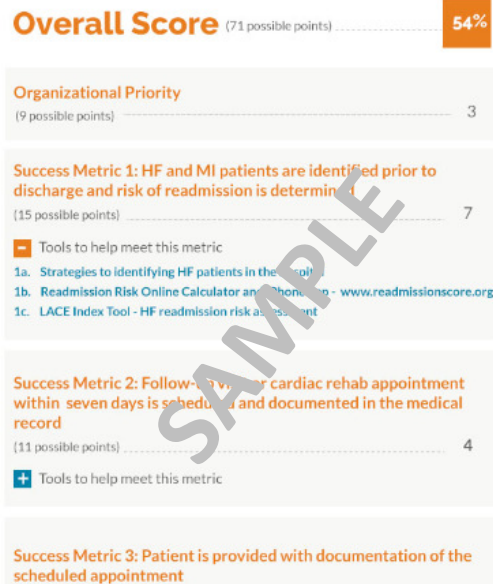 Overall Score (71 possible points) 54%
Organizational Priority
(9 possible points) 3
Success Metric 1: HF and MI patients are identified prior to
discharge and risk of readmission is determined
(15 possible points) 7
Tools to help meet this metric
1a. Strategies to identifying HF patients in the hospital
1b. Readmission Risk Online Calculator and Phone App - www.readmissionscore.org
1c. LACE Index Tool - HF readmission risk assessment
SAMPLE
Success Metric 2: Follow-up visit or cardiac rehab appointment
within seven days is scheduled and documented in the medical
record
(11 possible points) 4
Tools to help meet this metric
Success Metric 3: Patient is provided with documentation of the
scheduled appointment